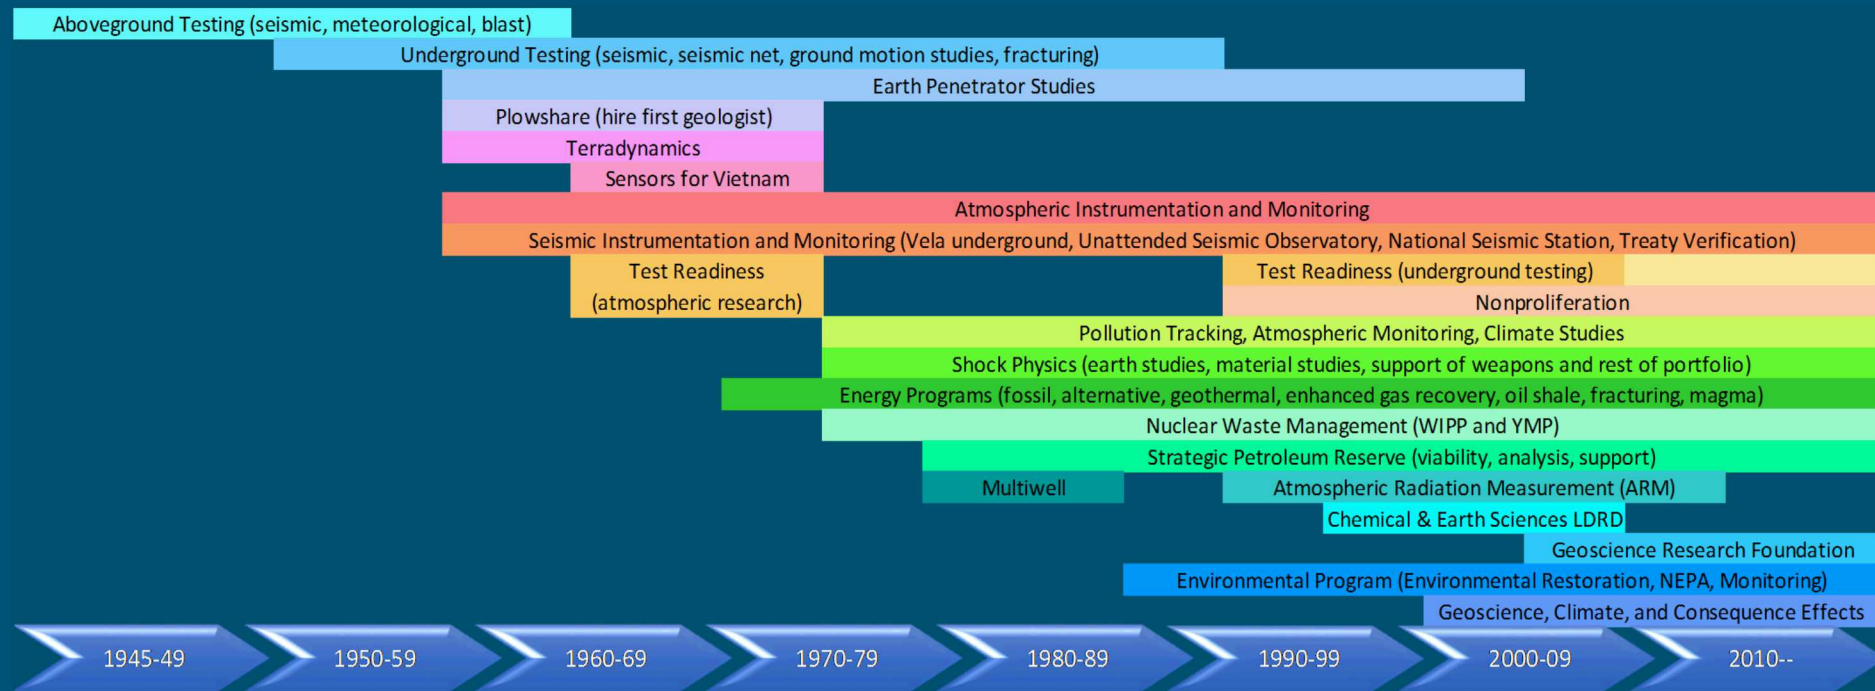 Aboveground Testing (seismic, meteorological, blast)
Underground Testing (seismic, seismic net, ground motion studies, fracturing)
Earth Penetrator Studies
Plowshare (hire first geologist)
Terradynamics
Sensors for Vietnam
Atmospheric Instrumentation and Monitoring
Seismic Instrumentation and Monitoring (Vela underground, Unattended Seismic Observatory, National Seismic Station, Treaty Verification)
Test Readiness
(atmospheric research)
Test Readiness (underground testing)
Nonproliferation
Pollution Tracking, Atmospheric Monitoring, Climate Studies
Shock Physics (earth studies, material studies, support of weapons and rest of portfolio)
Energy Programs (fossil, alternative, geothermal, enhanced gas recovery, oil shale, fracturing, magma)
Nuclear Waste Management (WIPP and YMP)
Strategic Petroleum Reserve (viability, analysis, support)
Multiwell
Atmospheric Radiation Measurement (ARM)
Chemical & Earth Sciences LDRD
Geoscience Research Foundation
Environmental Program (Environmental Restoration, NEPA, Monitoring)
Geoscience, Climate, and Consequence Effects
1945-49
1950-59
1960-69
1970-79
1980-89
1990-99
2000-09
2010--